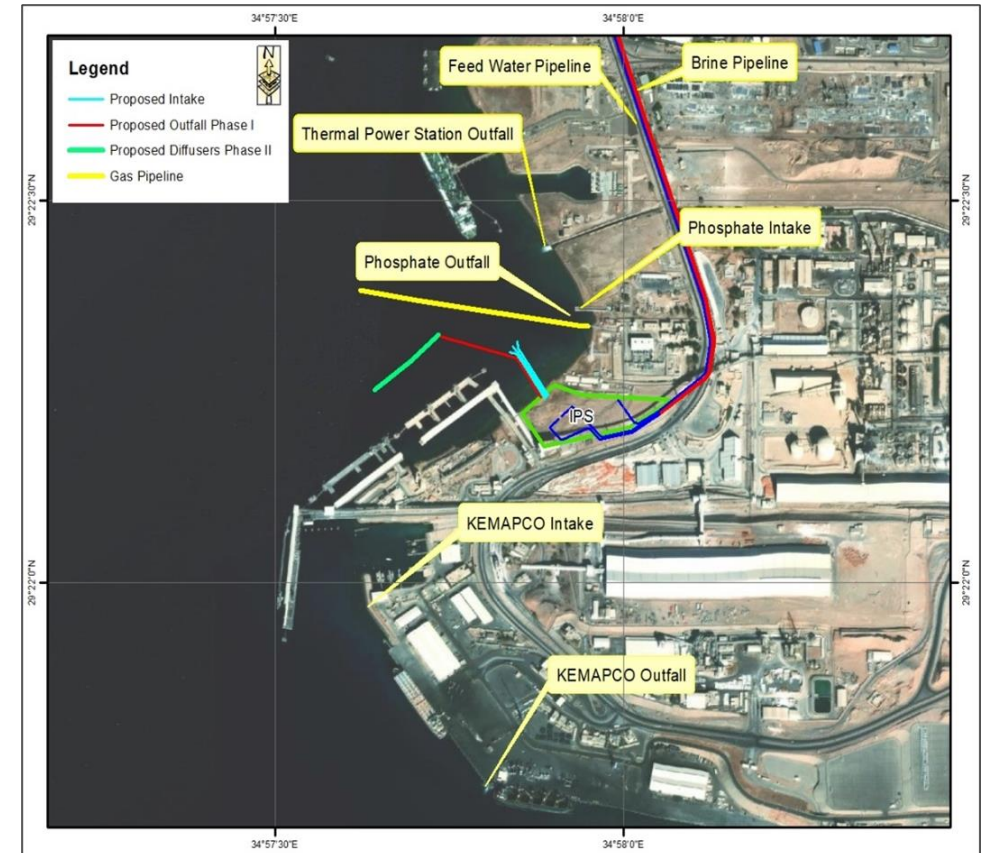 34°57'30"E
34°58'0"E
Legend
N
Proposed Intake
Proposed Outfall Phase I
Proposed Diffusers Phase II
Gas Pipeline
Feed Water Pipeline
Brine Pipeline
Thermal Power Station Outfall
29°22'30"N
29°22'30"N
Phosphate Intake
Phosphate Outfall
IPS
KEMAPCO Intake
29°22'0"N
29°22'0"N
KEMAPCO Outfall
34°57'30"E
34°58'0"E